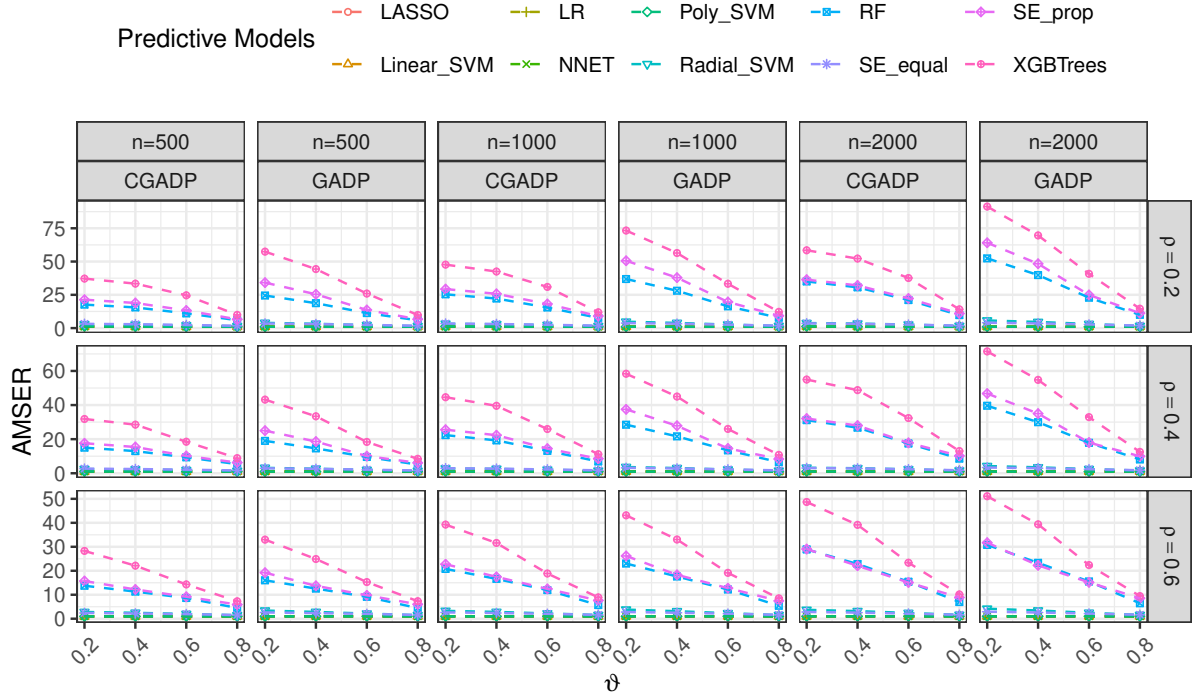 Predictive Models
LASSO LR Poly_SVM RF SE_prop
Linear_SVM NNET Radial_SVM SE_equal XGBTrees
n=500 n=500 n=1000 n=1000 n=2000 n=2000
CGADP GADP CGADP GADP CGADP GADP
75
50
25
0
ρ = 0.2
60
40
20
0
ρ = 0.4
50
40
30
20
10
0
ρ = 0.6
AMSER
0.2 0.4 0.6 0.8 0.2 0.4 0.6 0.8 0.2 0.4 0.6 0.8 0.2 0.4 0.6 0.8 0.2 0.4 0.6 0.8 0.2 0.4 0.6 0.8
ϑ